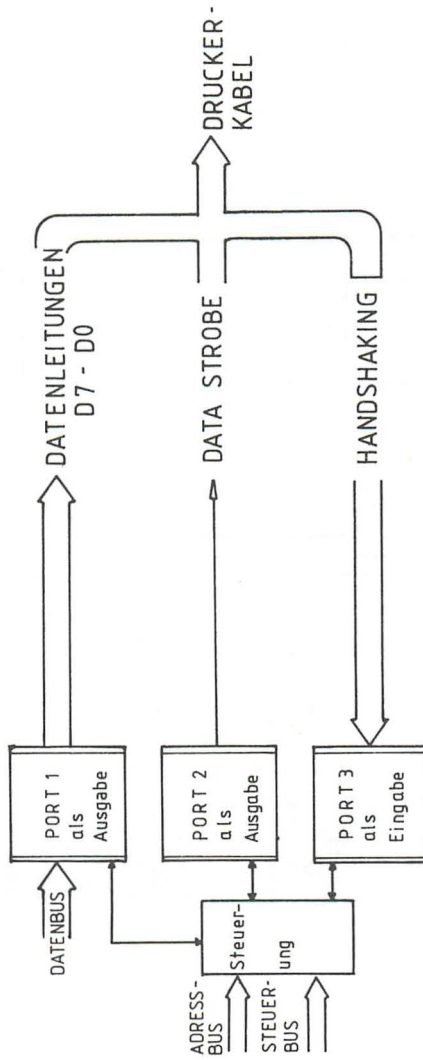 DATENBUS
PORT 1
als
Ausgabe
DATENLEITUNGEN
D7 - D0
ADRESS-
BUS
STEUER-
BUS
Steuer-
ung
PORT 2
als
Ausgabe
DATA STROBE
DRUCKER-
KABEL
PORT 3
als
Eingabe
HANDSHAKING